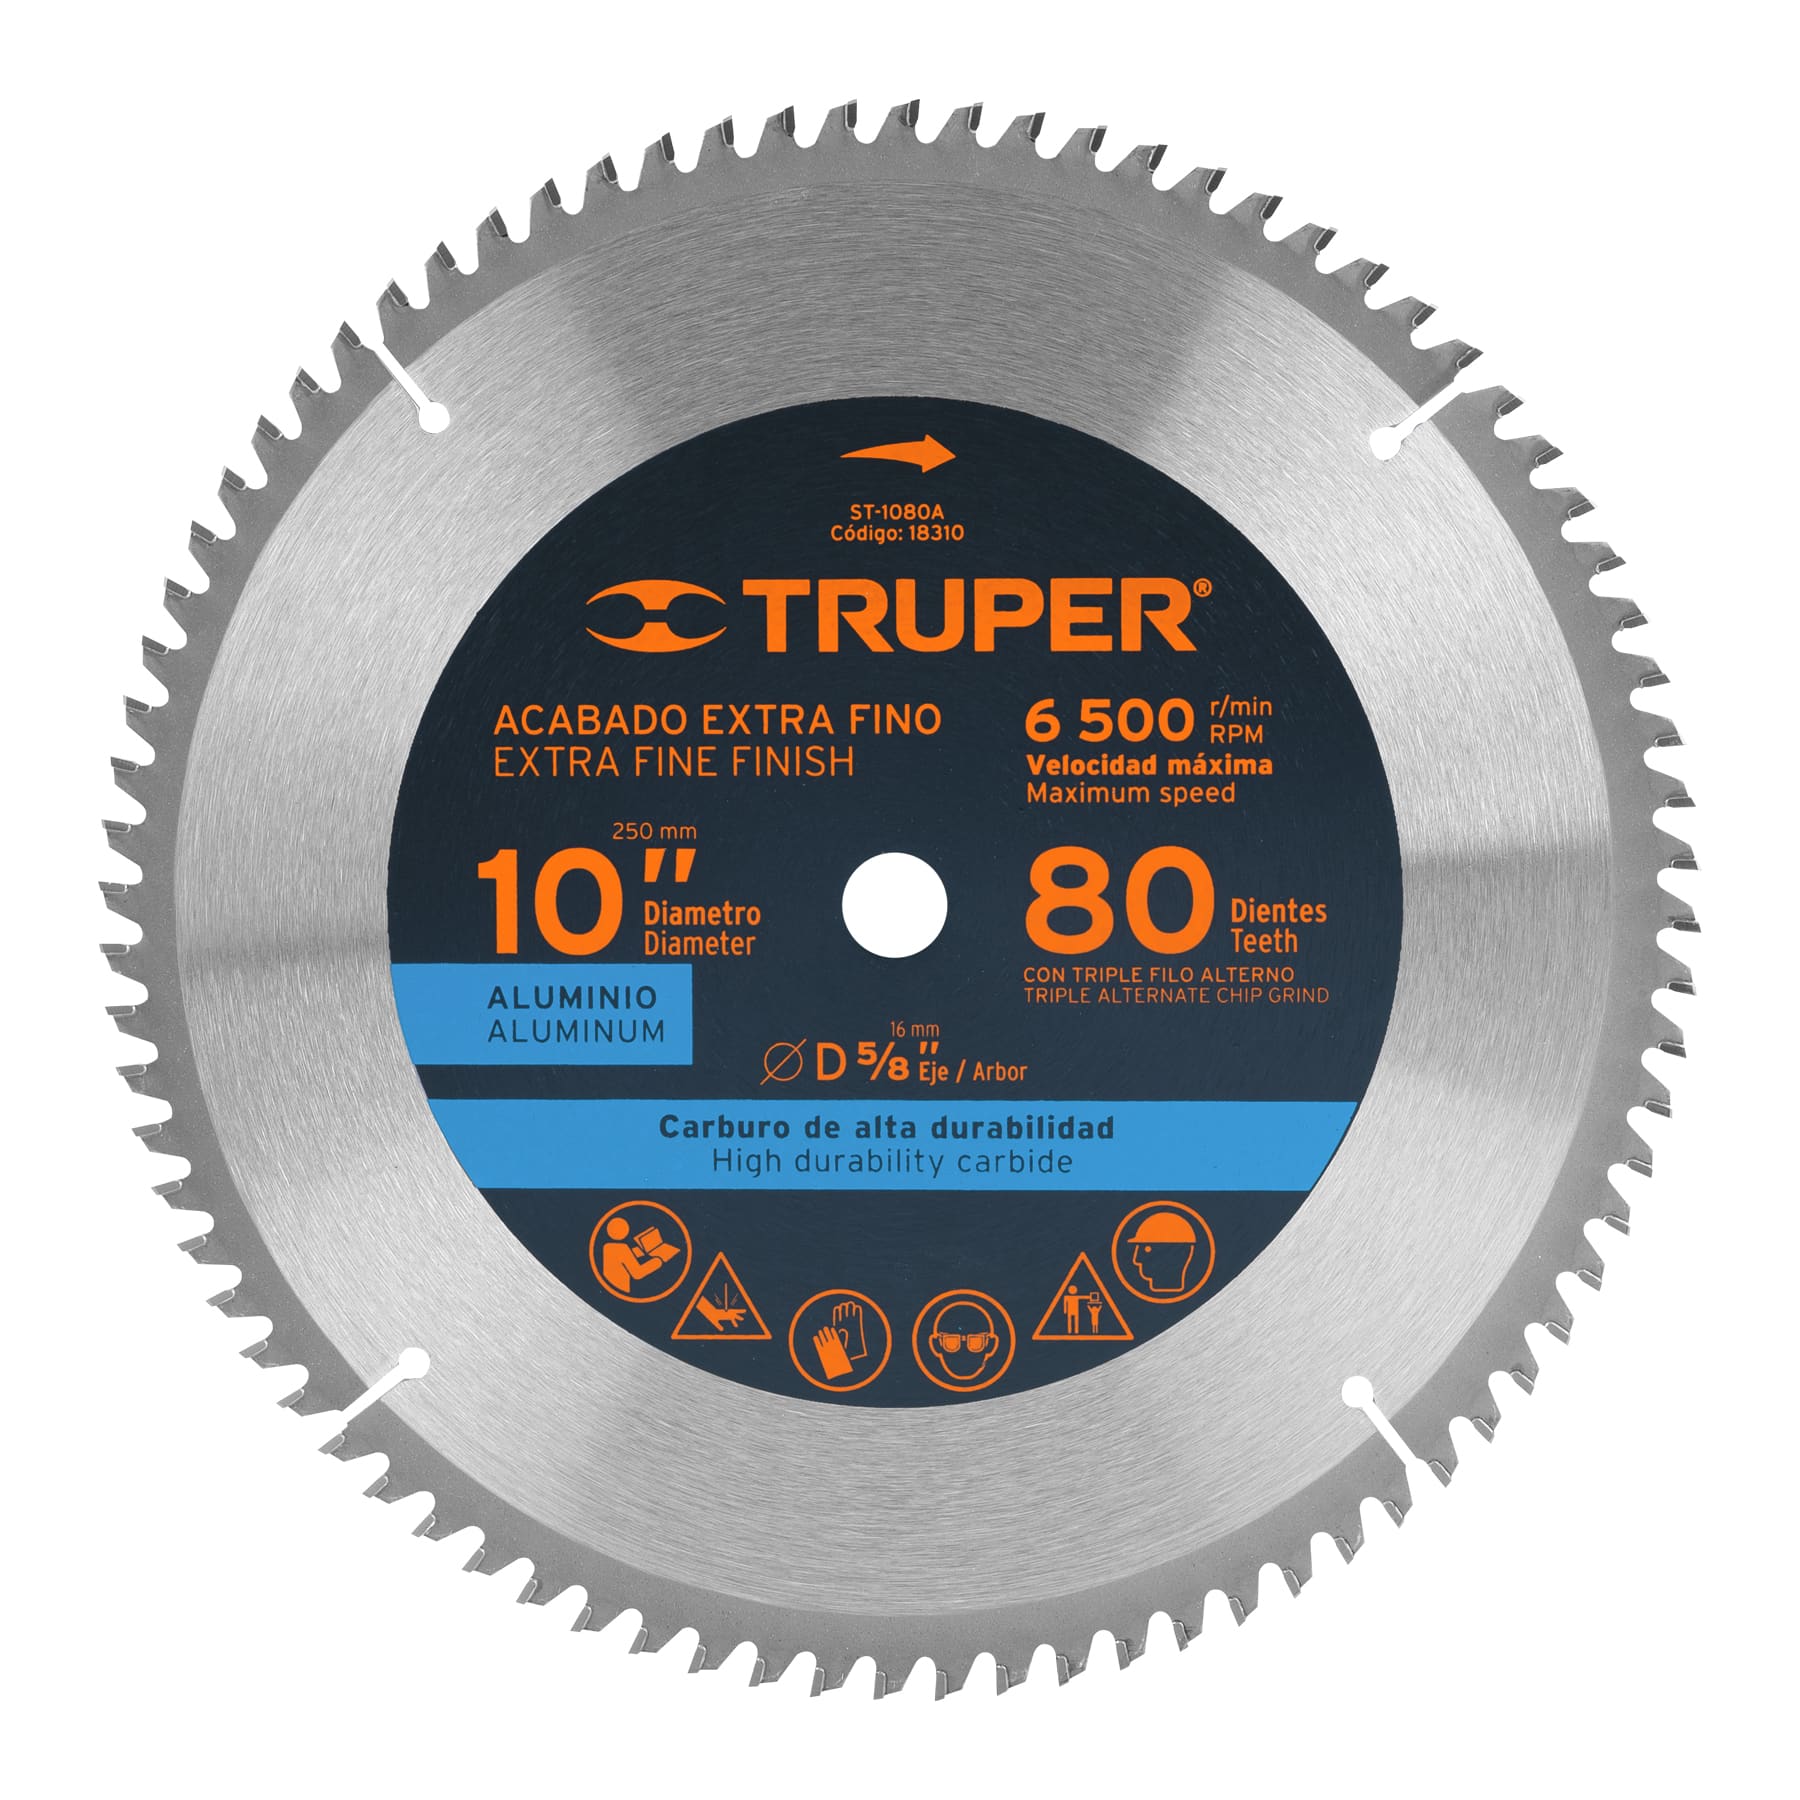 ST-1080A
Código: 18310
TRUPER®
ACABADO EXTRA FINO
EXTRA FINE FINISH
6 500 r/min
RPM
Velocidad máxima
Maximum speed
250 mm
10"
Diametro
Diameter
80
Dientes
Teeth
CON TRIPLE FILO ALTERNO
TRIPLE ALTERNATE CHIP GRIND
ALUMINIO
ALUMINUM
16 mm
Ø D 5/8" Eje / Arbor
Carburo de alta durabilidad
High durability carbide